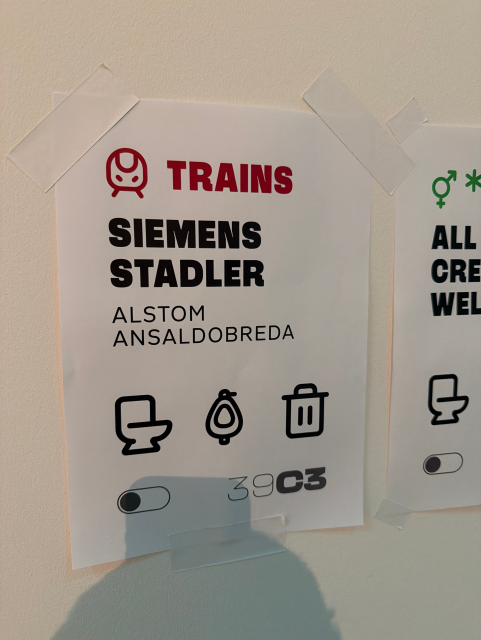 TRAINS
SIEMENS
STADLER
ALSTOM
ANSALDOBREDA
39C3
ALL
CRE
WEL